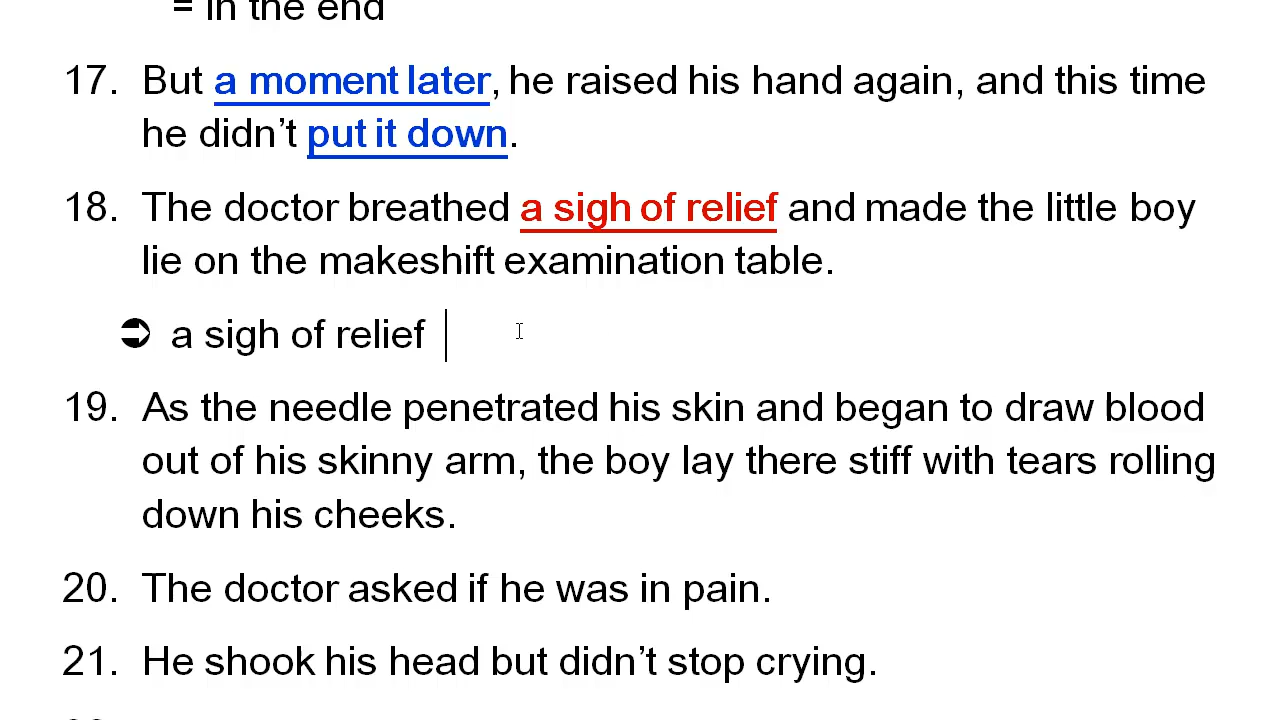 = in the end
17. But a moment later, he raised his hand again, and this time
he didn’t put it down.
18. The doctor breathed a sigh of relief and made the little boy
lie on the makeshift examination table.
➲ a sigh of relief
19. As the needle penetrated his skin and began to draw blood
out of his skinny arm, the boy lay there stiff with tears rolling
down his cheeks.
20. The doctor asked if he was in pain.
21. He shook his head but didn’t stop crying.